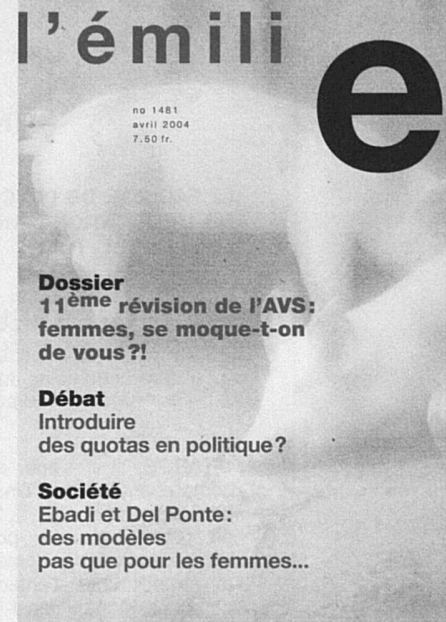 l'émilie
no 1481
avril 2004
7.50 fr.
Dossier
11ème révision de l'AVS:
femmes, se moque-t-on
de vous?!
Débat
Introduire
des quotas en politique?
Société
Ebadi et Del Ponte:
des modèles
pas que pour les femmes...